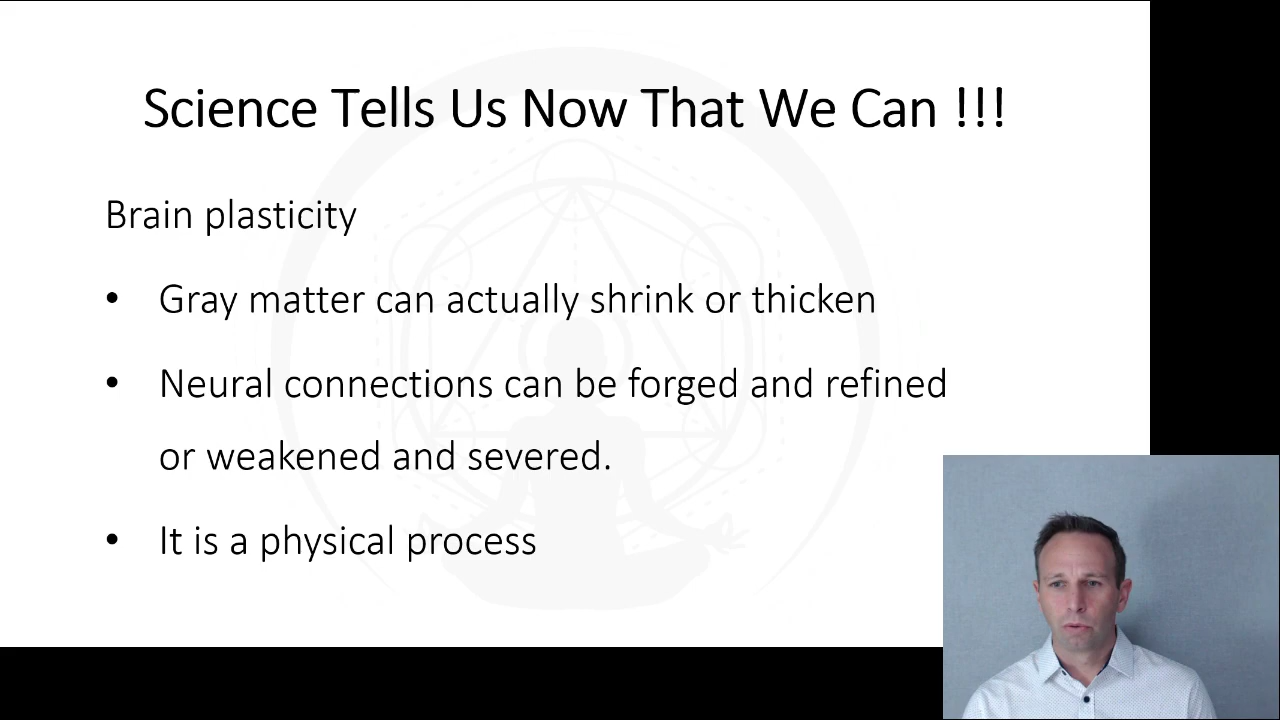 Science Tells Us Now That We Can !!!
Brain plasticity
• Gray matter can actually shrink or thicken
• Neural connections can be forged and refined
or weakened and severed.
• It is a physical process